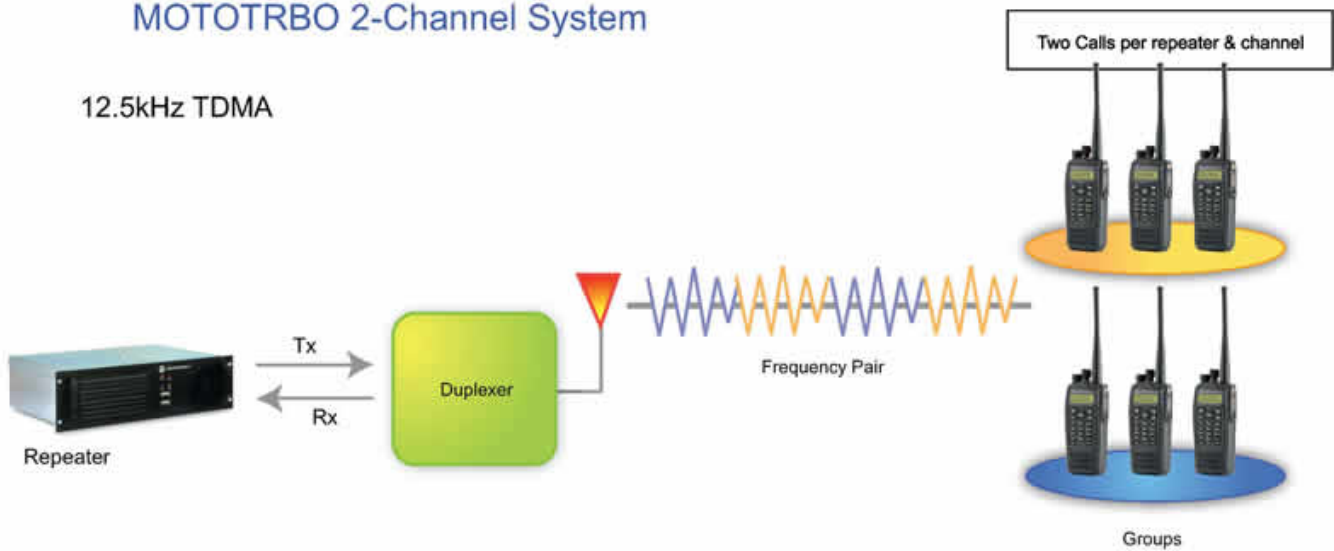 MOTOTRBO 2-Channel System
Two Calls per repeater & channel
12.5kHz TDMA
Tx
Duplexer
Rx
Frequency Pair
Repeater
Groups